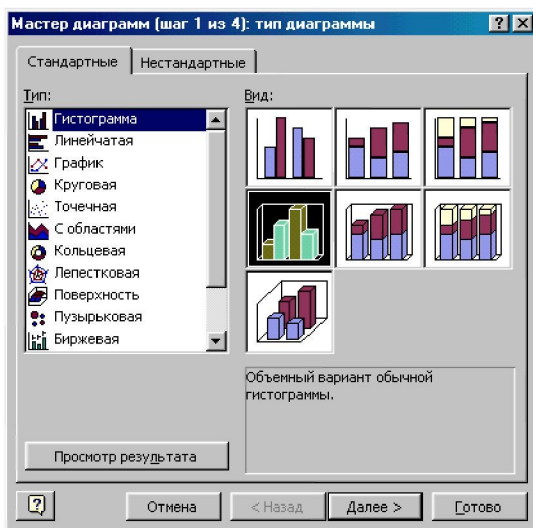 Мастер диаграмм (шаг 1 из 4): тип диаграммы
Стандартные Нестандартные
Тип:
Гистограмма
Линейчатая
График
Круговая
Точечная
С областями
Кольцевая
Лепестковая
Поверхность
Пузырьковая
Биржевая
Вид:
Объемный вариант обычной
гистограммы.
Просмотр результата
Отмена < Назад Далее > Готово